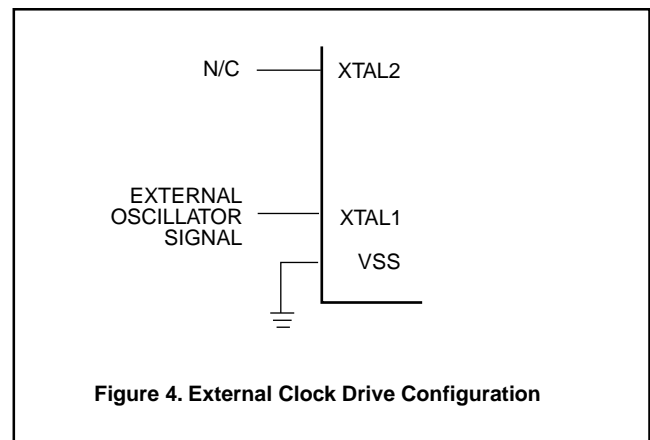 N/C
XTAL2
EXTERNAL
OSCILLATOR
SIGNAL
XTAL1
VSS
Figure 4. External Clock Drive Configuration